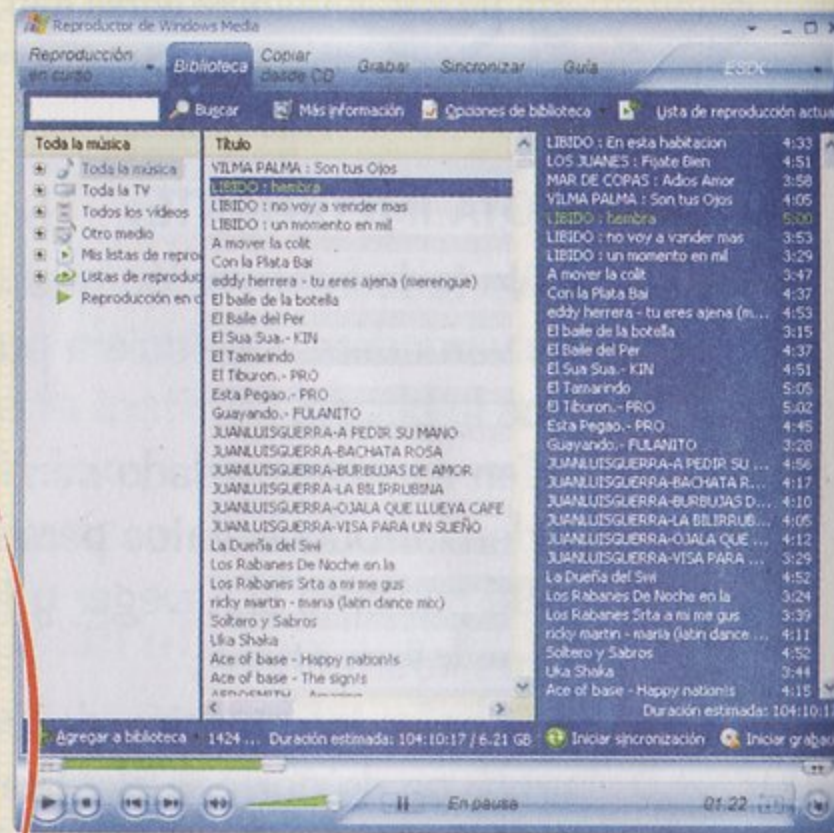 Reproductor de Windows Media
Reproducción en curso
Biblioteca
Copiar desde CD
Grabar
Sincronizar
Guía
Buscar
Más información
Opciones de biblioteca
Lista de reproducción actua
Toda la música
Toda la música
Toda la TV
Todos los vídeos
Otro medio
Mis listas de repro
Listas de reproduc
Reproducción en c
Título
VILMA PALMA : Son tus Ojos
LIBIDO : hembra
LIBIDO : no voy a vender mas
LIBIDO : un momento en mil
A mover la colit
Con la Plata Bai
eddy herrera - tu eres ajena (merengue)
El baile de la botella
El Baile del Per
El Sua Sua.- KIN
El Tamarindo
El Tiburon.- PRO
Esta Pegao.- PRO
Guayando.- FULANITO
JUANLUISGUERRA-A PEDIR SU MANO
JUANLUISGUERRA-BACHATA ROSA
JUANLUISGUERRA-BURBUJAS DE AMOR
JUANLUISGUERRA-LA BILIRRUBINA
JUANLUISGUERRA-OJALA QUE LLUEVA CAFE
JUANLUISGUERRA-VISA PARA UN SUEÑO
La Dueña del Swi
Los Rabanes De Noche en la
Los Rabanes Srta a mi me gus
ricky martin - maria (latin dance mix)
Soltero y Sabros
Uka Shaka
Ace of base - Happy nation!s
Ace of base - The sign!s
AEROSMITH - Amazing
LIBIDO : En esta habitacion 4:33
LOS JUANES : Fijate Bien 4:51
MAR DE COPAS : Adios Amor 3:58
VILMA PALMA : Son tus Ojos 4:05
LIBIDO : hembra 5:00
LIBIDO : no voy a vender mas 3:53
LIBIDO : un momento en mil 3:29
A mover la colit 3:47
Con la Plata Bai 4:37
eddy herrera - tu eres ajena (m... 4:53
El baile de la botella 3:15
El Baile del Per 4:37
El Sua Sua.- KIN 4:51
El Tamarindo 5:05
El Tiburon.- PRO 5:02
Esta Pegao.- PRO 4:45
Guayando.- FULANITO 3:28
JUANLUISGUERRA-A PEDIR SU ... 4:56
JUANLUISGUERRA-BACHATA R... 4:17
JUANLUISGUERRA-BURBUJAS D... 4:10
JUANLUISGUERRA-LA BILIRRUB... 4:05
JUANLUISGUERRA-OJALA QUE ... 4:12
JUANLUISGUERRA-VISA PARA ... 3:29
La Dueña del Swi 4:52
Los Rabanes De Noche en la 3:24
Los Rabanes Srta a mi me gus 3:39
ricky martin - maria (latin dance ... 4:11
Soltero y Sabros 4:52
Uka Shaka 3:44
Ace of base - Happy nation!s 4:15
Duración estimada: 104:10:1
Agregar a biblioteca
1424 ... Duración estimada: 104:10:17 / 6.21 GB
Iniciar sincronización
Iniciar grabaci
En pausa
01:22